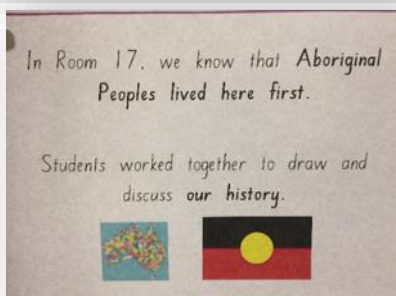 In Room 17, we know that Aboriginal
Peoples lived here first.
Students worked together to draw and
discuss our history.